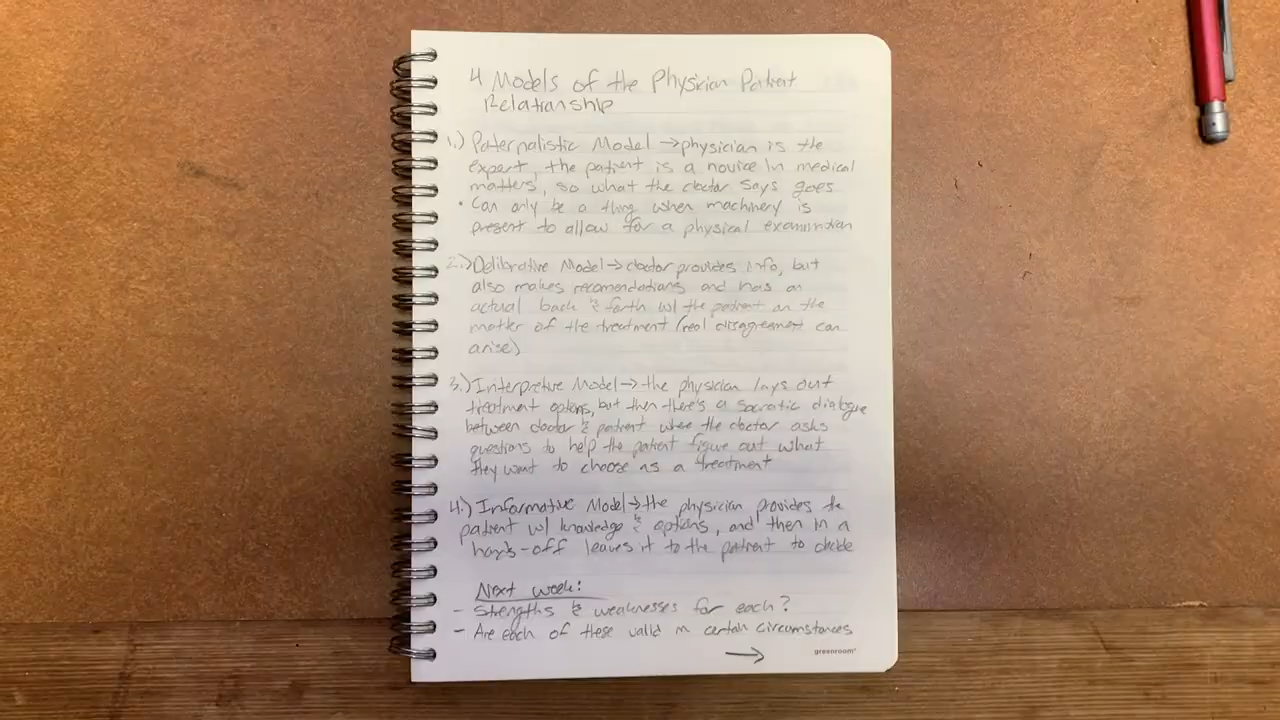 4 Models of the Physician Patient
Relationship
1.) Paternalistic Model → physician is the
expert, the patient is a novice in medical
matters, so what the doctor says goes
• Can only be a thing when machinery is
present to allow for a physical examination
2.) Delibrative Model → doctor provides info, but
also makes recomendations and has an
actual back & forth w/ the patient on the
matter of the treatment (real disagreement can
arise)
3.) Interpretive Model → the physician lays out
treatment options, but then there's a socratic dialogue
between doctor & patient where the doctor asks
questions to help the patient figure out what
they want to choose as a treatment
4.) Informative Model → the physician provides the
patient w/ knowledge & options, and then in a
hands-off leaves it to the patient to decide
Next week:
- Strengths & weaknesses for each?
- Are each of these valid in certain circumstances
→
greenroom